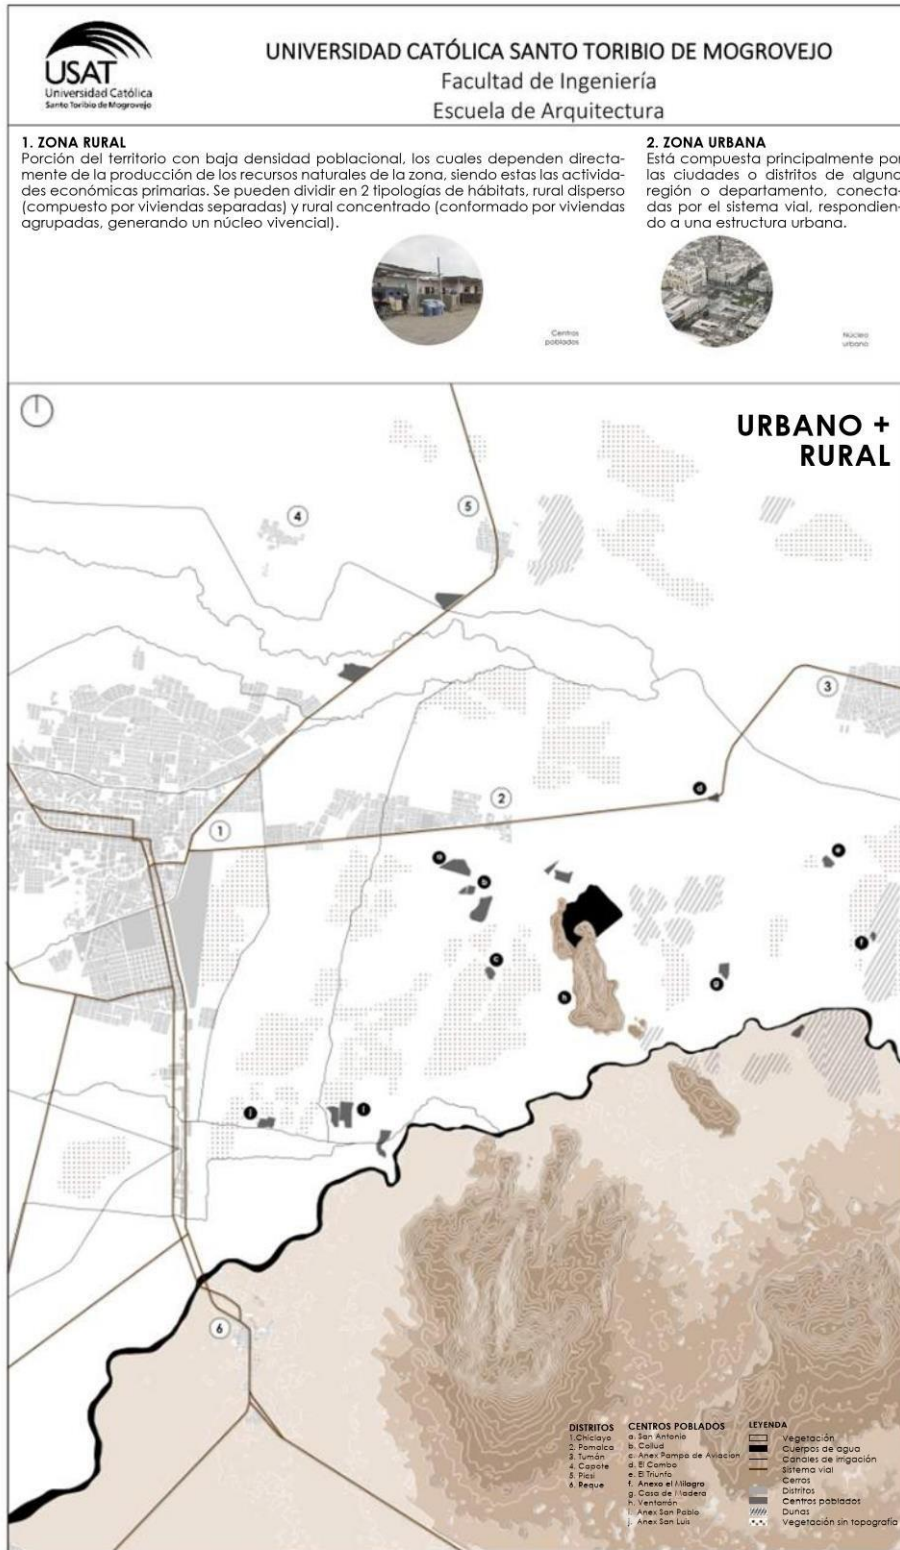 USAT
Universidad Católica
Santo Toribio de Mogrovejo
UNIVERSIDAD CATÓLICA SANTO TORIBIO DE MOGROVEJO
Facultad de Ingeniería
Escuela de Arquitectura
1. ZONA RURAL
Porción del territorio con baja densidad poblacional, los cuales dependen directa-
mente de la producción de los recursos naturales de la zona, siendo estas las activida-
des económicas primarias. Se pueden dividir en 2 tipologías de hábitats, rural disperso
(compuesto por viviendas separadas) y rural concentrado (conformado por viviendas
agrupadas, generando un núcleo vivencial).
Centros
poblados
2. ZONA URBANA
Está compuesta principalmente por
las ciudades o distritos de alguna
región o departamento, conecta-
das por el sistema vial, respondien-
do a una estructura urbana.
Núcleo
urbano
URBANO +
RURAL
4
5
3
2
d
1
a
e
b
f
c
g
h
i
6
DISTRITOS
1. Chiclayo
2. Pomalca
3. Tumán
4. Capote
5. Picsi
6. Reque
CENTROS POBLADOS
a. San Antonio
b. Collud
c. Anex Pampa de Aviacion
d. El Combo
e. El Triunfo
f. Anexo el Milagro
g. Casa de Madera
h. Ventarrón
i. Anex San Pablo
j. Anex San Luis
LEYENDA
Vegetación
Cuerpos de agua
Canales de irrigación
Sistema vial
Cerros
Distritos
Centros poblados
Dunas
Vegetación sin topografía